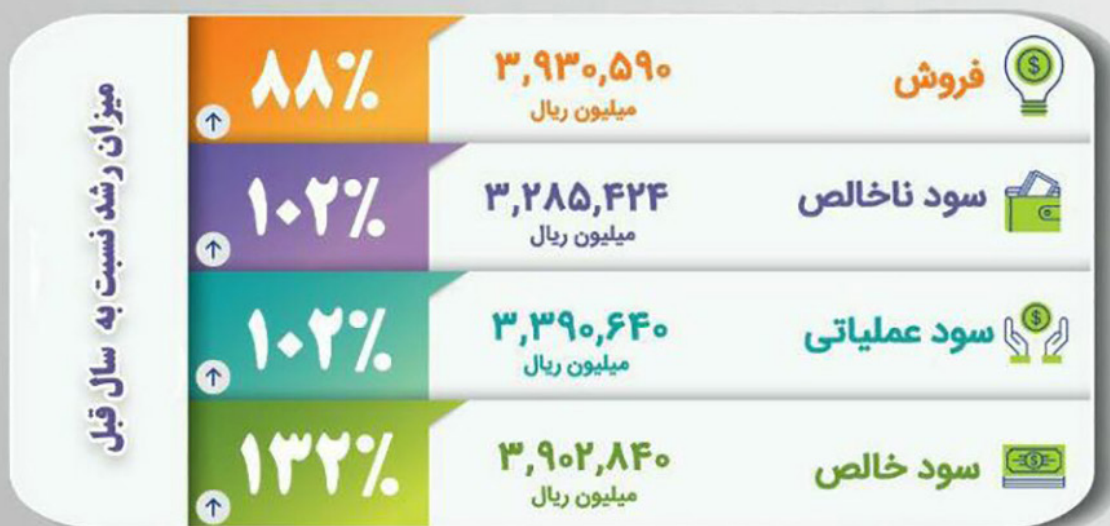 فروش
۳,۹۳۰,۵۹۰
میلیون ریال
۸۸%
سود ناخالص
۳,۲۸۵,۴۲۴
میلیون ریال
۱۰۲%
سود عملیاتی
۳,۳۹۰,۶۴۰
میلیون ریال
۱۰۲%
سود خالص
۳,۹۰۲,۸۴۰
میلیون ریال
۱۳۲%
میزان رشد نسبت به سال قبل